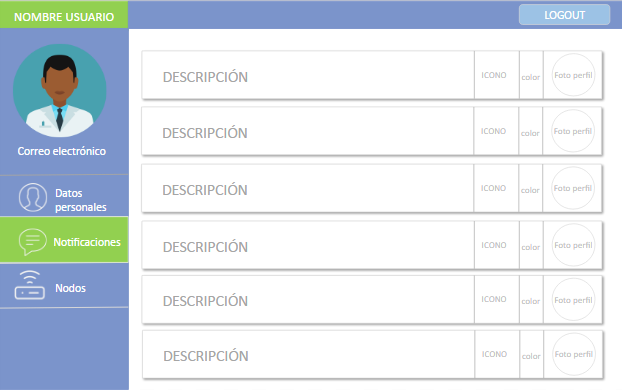 NOMBRE USUARIO
LOGOUT
Correo electrónico
Datos
personales
Notificaciones
Nodos
DESCRIPCIÓN ICONO color Foto perfil
DESCRIPCIÓN ICONO color Foto perfil
DESCRIPCIÓN ICONO color Foto perfil
DESCRIPCIÓN ICONO color Foto perfil
DESCRIPCIÓN ICONO color Foto perfil
DESCRIPCIÓN ICONO color Foto perfil